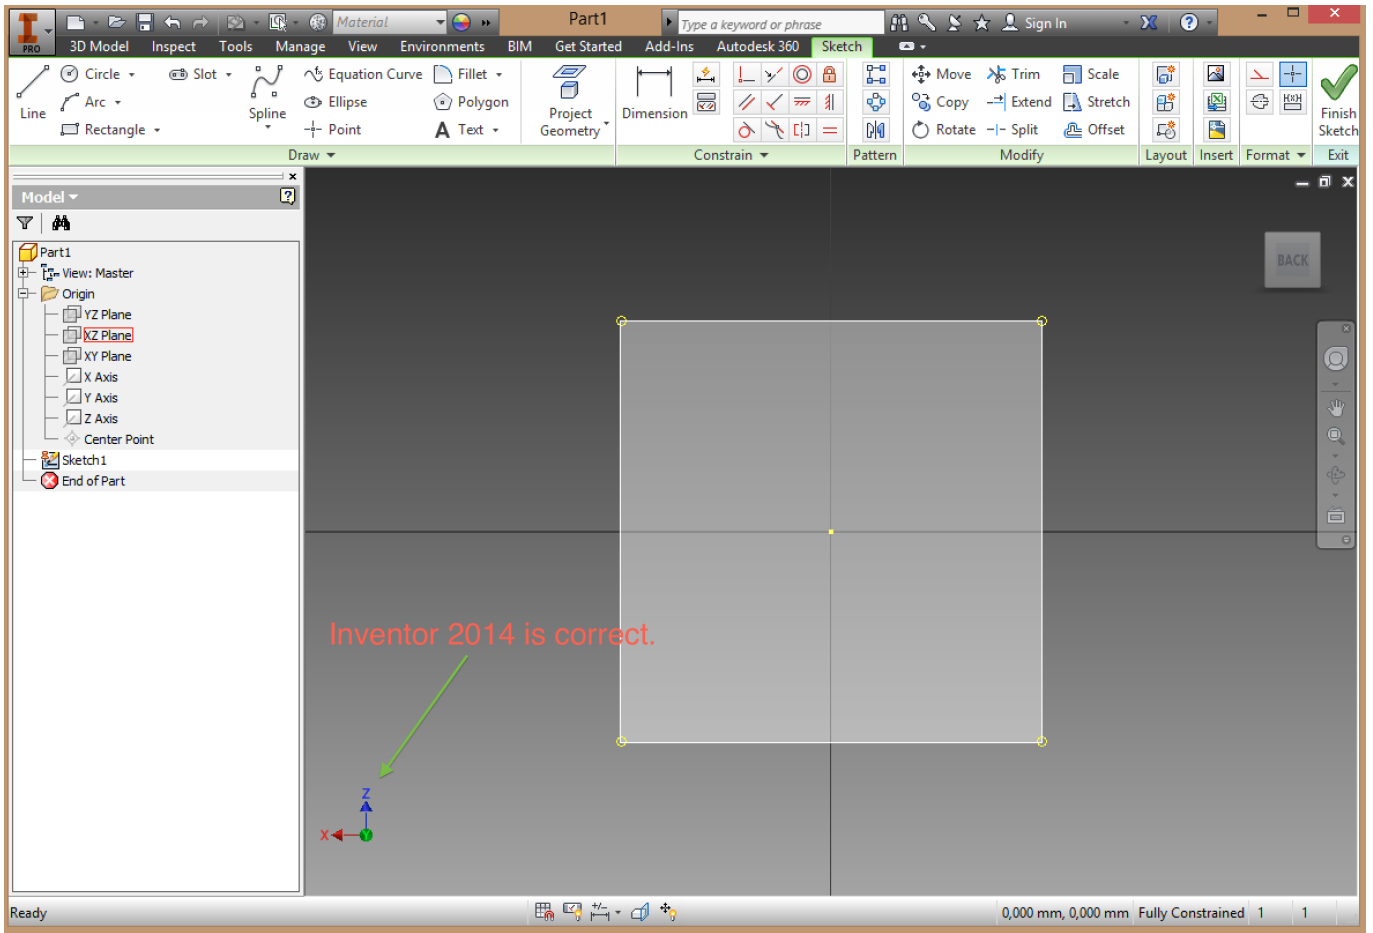 Material
Part1
Type a keyword or phrase
Sign In
PRO
3D Model Inspect Tools Manage View Environments BIM Get Started Add-Ins Autodesk 360 Sketch
Circle Slot Equation Curve Fillet Move Trim Scale
Line Arc Spline Ellipse Polygon Project Geometry Dimension Copy Extend Stretch Finish Sketch
Rectangle Point A Text Rotate Split Offset
Draw Constrain Pattern Modify Layout Insert Format Exit
Model
Part1
View: Master
Origin
YZ Plane
XZ Plane
XY Plane
X Axis
Y Axis
Z Axis
Center Point
Sketch1
End of Part
BACK
Inventor 2014 is correct.
Z
X
Y
Ready
0,000 mm, 0,000 mm Fully Constrained 1 1